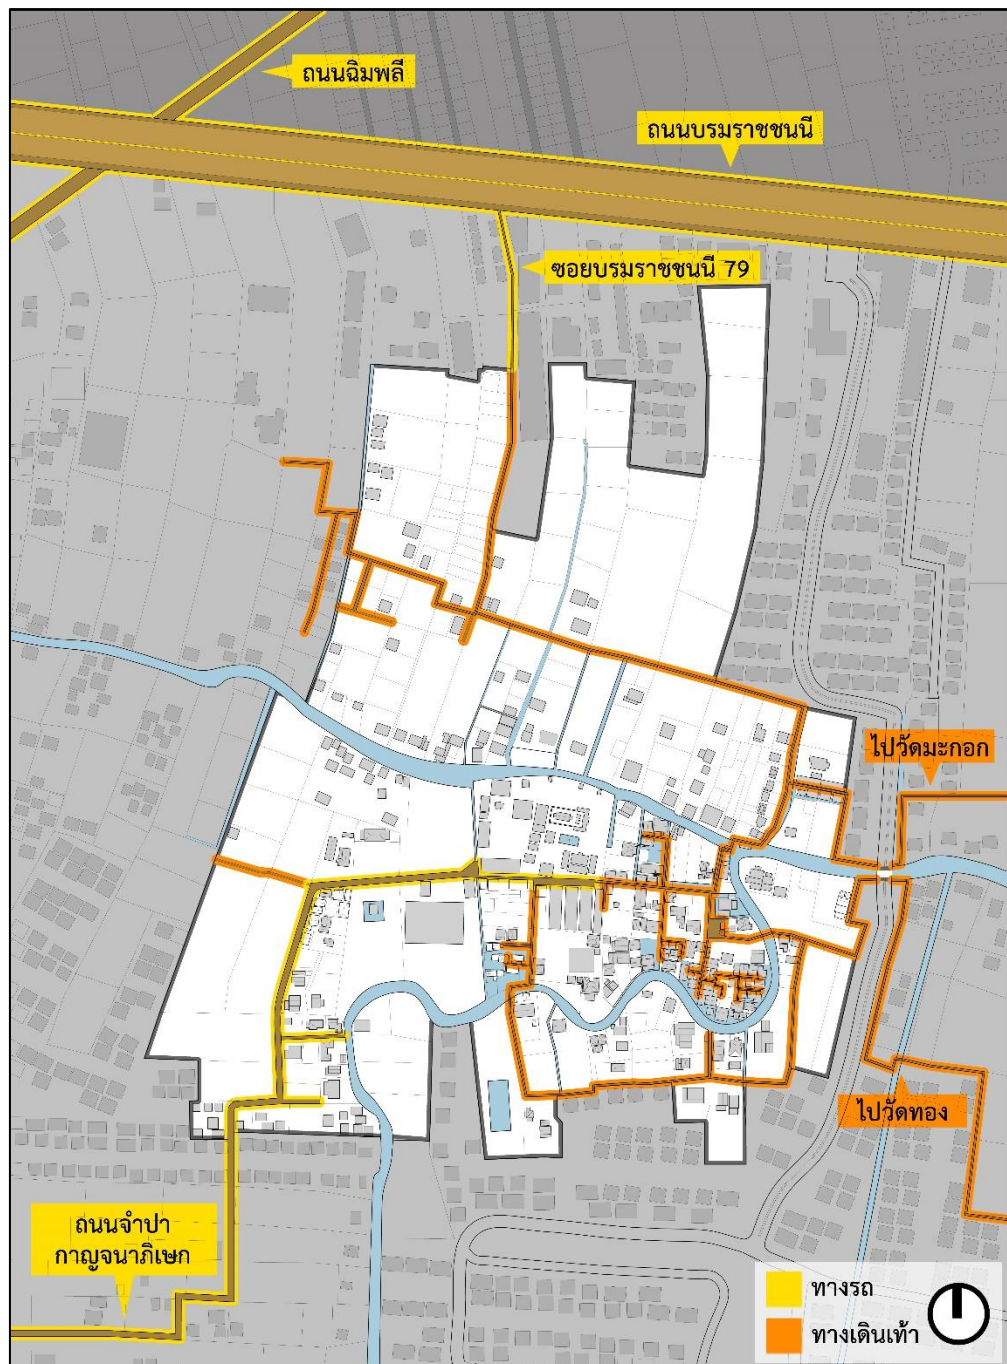 ถนนฉิมพลี
ถนนบรมราชชนนี
ซอยบรมราชชนนี 79
ไปวัดมะกอก
ไปวัดทอง
ถนนจำปา
กาญจนาภิเษก
ทางรถ
ทางเดินเท้า